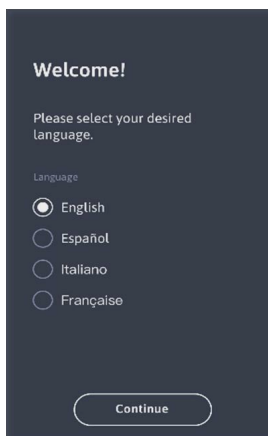 Welcome!
Please select your desired
language.
Language
English
Español
Italiano
Française
Continue